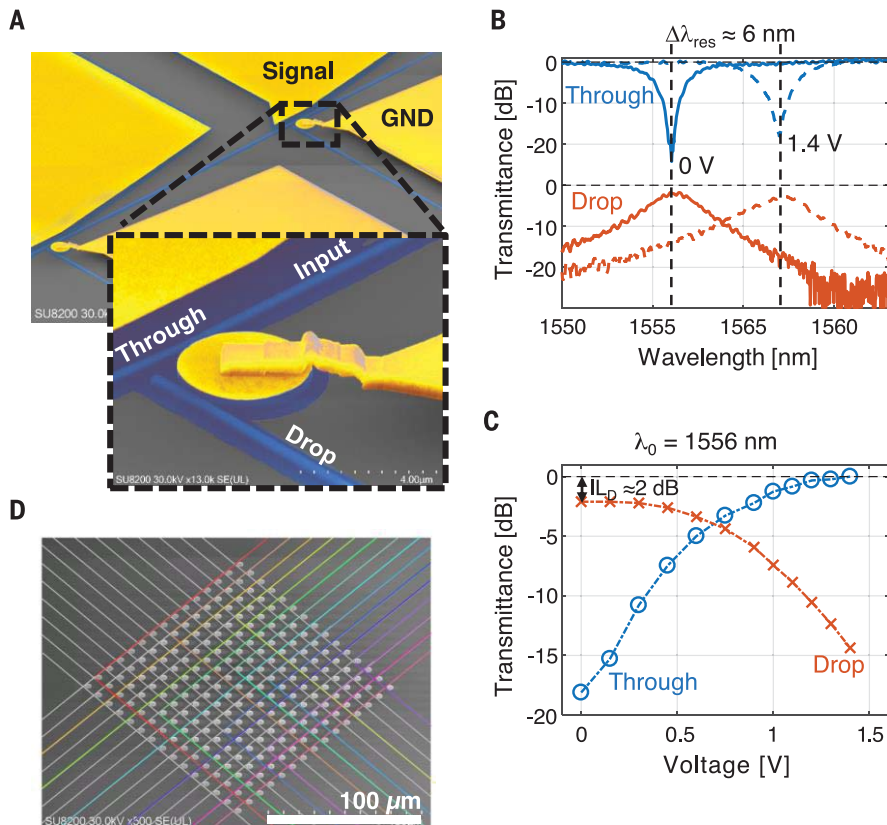 A
Signal
GND
SU8200 30.0k
Input
Through
Drop
SU8200 30.0kV x13.0k SE(UL)
4.00µm
B
Δλres ≈ 6 nm
Transmittance [dB]
0
-10
-20
0
-10
-20
Through
0 V
1.4 V
Drop
1550
1555
1565
1560
Wavelength [nm]
C
λ0 = 1556 nm
Transmittance [dB]
0
-5
-10
-15
-20
ILD ≈2 dB
Through
Drop
0
0.5
1
1.5
Voltage [V]
D
SU8200 30.0kV x500 SE(UL)
100 µm